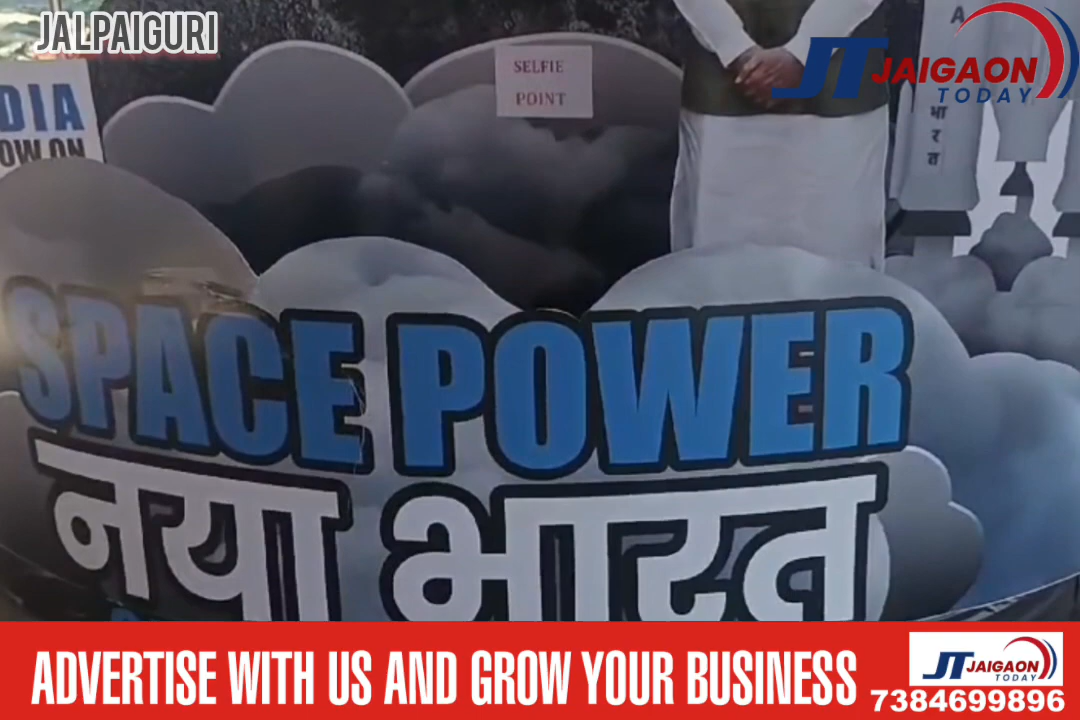 JALPAIGURI
JT JAIGAON
TODAY
SELFIE
POINT
DIA
OW ON
A
भारत
SPACE POWER
नया भारत
ADVERTISE WITH US AND GROW YOUR BUSINESS
JT JAIGAON
TODAY
7384699896